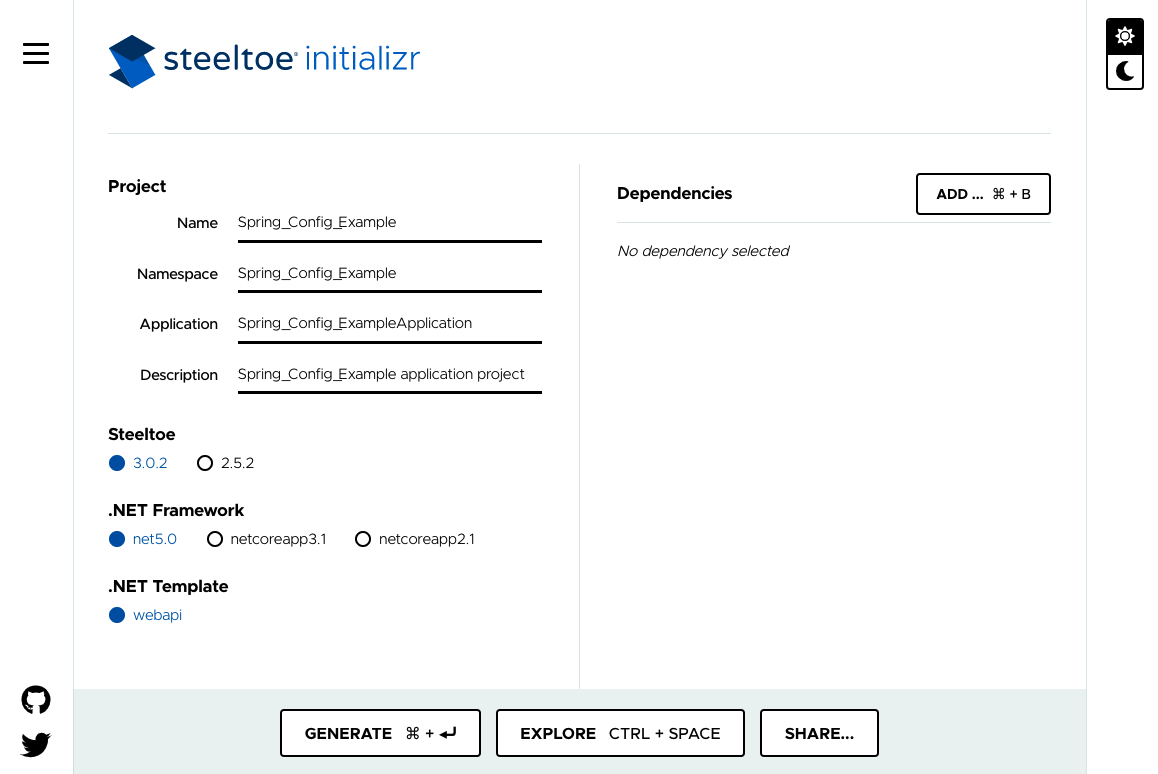 steeltoe® initializr
Project
Name Spring_Config_Example
Namespace Spring_Config_Example
Application Spring_Config_ExampleApplication
Description Spring_Config_Example application project
Steeltoe
3.0.2 2.5.2
.NET Framework
net5.0 netcoreapp3.1 netcoreapp2.1
.NET Template
webapi
Dependencies ADD ... ⌘ + B
No dependency selected
GENERATE ⌘ + ⏎ EXPLORE CTRL + SPACE SHARE...